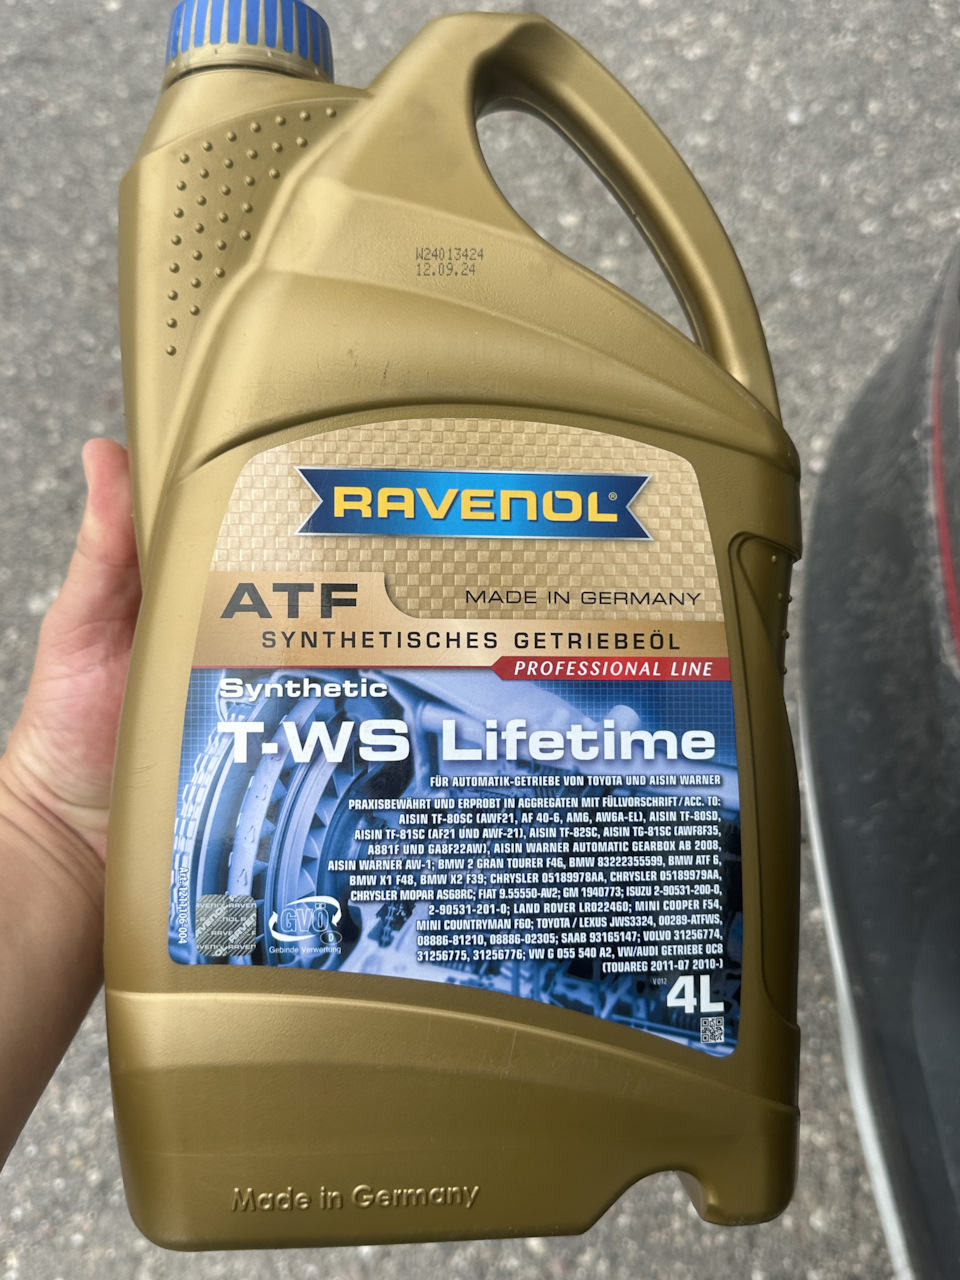 W24013424
12.09.24
RAVENOL®
ATF
MADE IN GERMANY
SYNTHETISCHES GETRIEBEÖL
PROFESSIONAL LINE
Synthetic
T-WS Lifetime
FÜR AUTOMATIK-GETRIEBE VON TOYOTA UND AISIN WARNER
PRAXISBEWÄHRT UND ERPROBT IN AGGREGATEN MIT FÜLLVORSCHRIFT/ACC. TO:
AISIN TF-80SC (AWF21, AF 40-6, AM6, AW6A-EL), AISIN TF-80SD,
AISIN TF-81SC (AF21 UND AWF-21), AISIN TF-82SC, AISIN TG-81SC (AWF8F35,
A881F UND GA8F22AW), AISIN WARNER AUTOMATIC GEARBOX AB 2008,
AISIN WARNER AW-1; BMW 2 GRAN TOURER F46, BMW 83222355599, BMW ATF 6,
BMW X1 F48, BMW X2 F39; CHRYSLER 05189978AA, CHRYSLER 05189979AA,
CHRYSLER MOPAR AS68RC; FIAT 9.55550-AV2; GM 1940773; ISUZU 2-90531-200-0,
2-90531-201-0; LAND ROVER LR022460; MINI COOPER F54,
MINI COUNTRYMAN F60; TOYOTA / LEXUS JWS3324, 00289-ATFWS,
08886-81210, 08886-02305; SAAB 93165147; VOLVO 31256774,
31256775, 31256776; VW G 055 540 A2, VW/AUDI GETRIEBE 0C8
(TOUAREG 2011-07 2010-)
V012
4L
GVÖ
Gebinde Verwertung
RAVENOL
Made in Germany